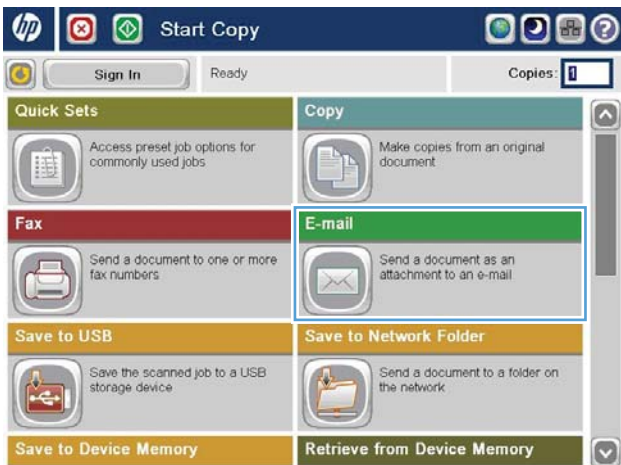 hp
Start Copy
?
Sign In
Ready
Copies: 1
Quick Sets
Access preset job options for
commonly used jobs
Copy
Make copies from an original
document
Fax
Send a document to one or more
fax numbers
E-mail
Send a document as an
attachment to an e-mail
Save to USB
Save the scanned job to a USB
storage device
Save to Network Folder
Send a document to a folder on
the network
Save to Device Memory
Retrieve from Device Memory